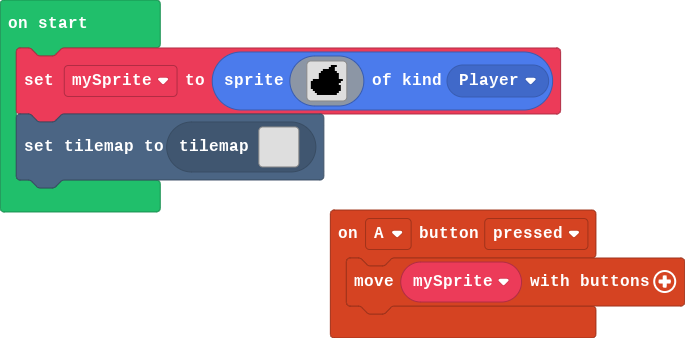 on start
set mySprite to sprite of kind Player
set tilemap to tilemap
on A button pressed
move mySprite with buttons